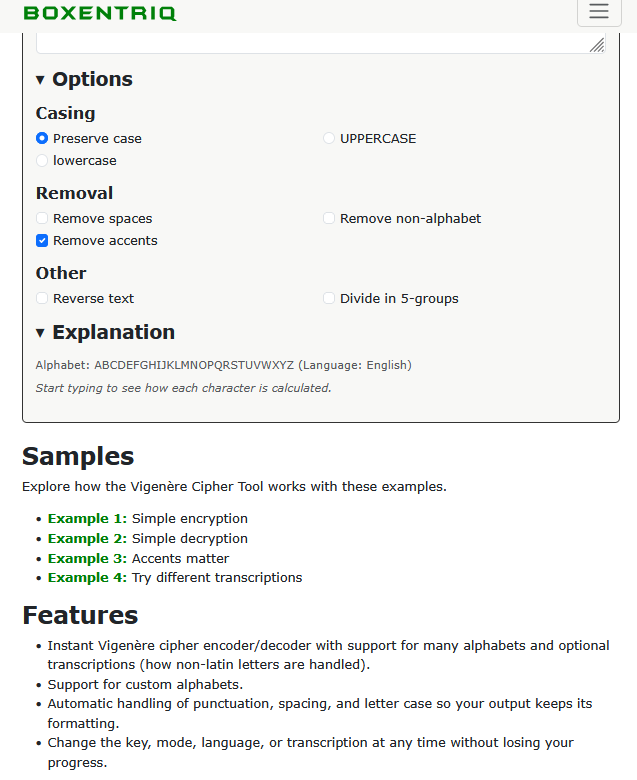 BOXENTRIQ
▾ Options
Casing
Preserve case
UPPERCASE
lowercase
Removal
Remove spaces
Remove non-alphabet
Remove accents
Other
Reverse text
Divide in 5-groups
▾ Explanation
Alphabet: ABCDEFGHIJKLMNOPQRSTUVWXYZ (Language: English)
Start typing to see how each character is calculated.
Samples
Explore how the Vigenère Cipher Tool works with these examples.
• Example 1: Simple encryption
• Example 2: Simple decryption
• Example 3: Accents matter
• Example 4: Try different transcriptions
Features
• Instant Vigenère cipher encoder/decoder with support for many alphabets and optional
transcriptions (how non-latin letters are handled).
• Support for custom alphabets.
• Automatic handling of punctuation, spacing, and letter case so your output keeps its
formatting.
• Change the key, mode, language, or transcription at any time without losing your
progress.